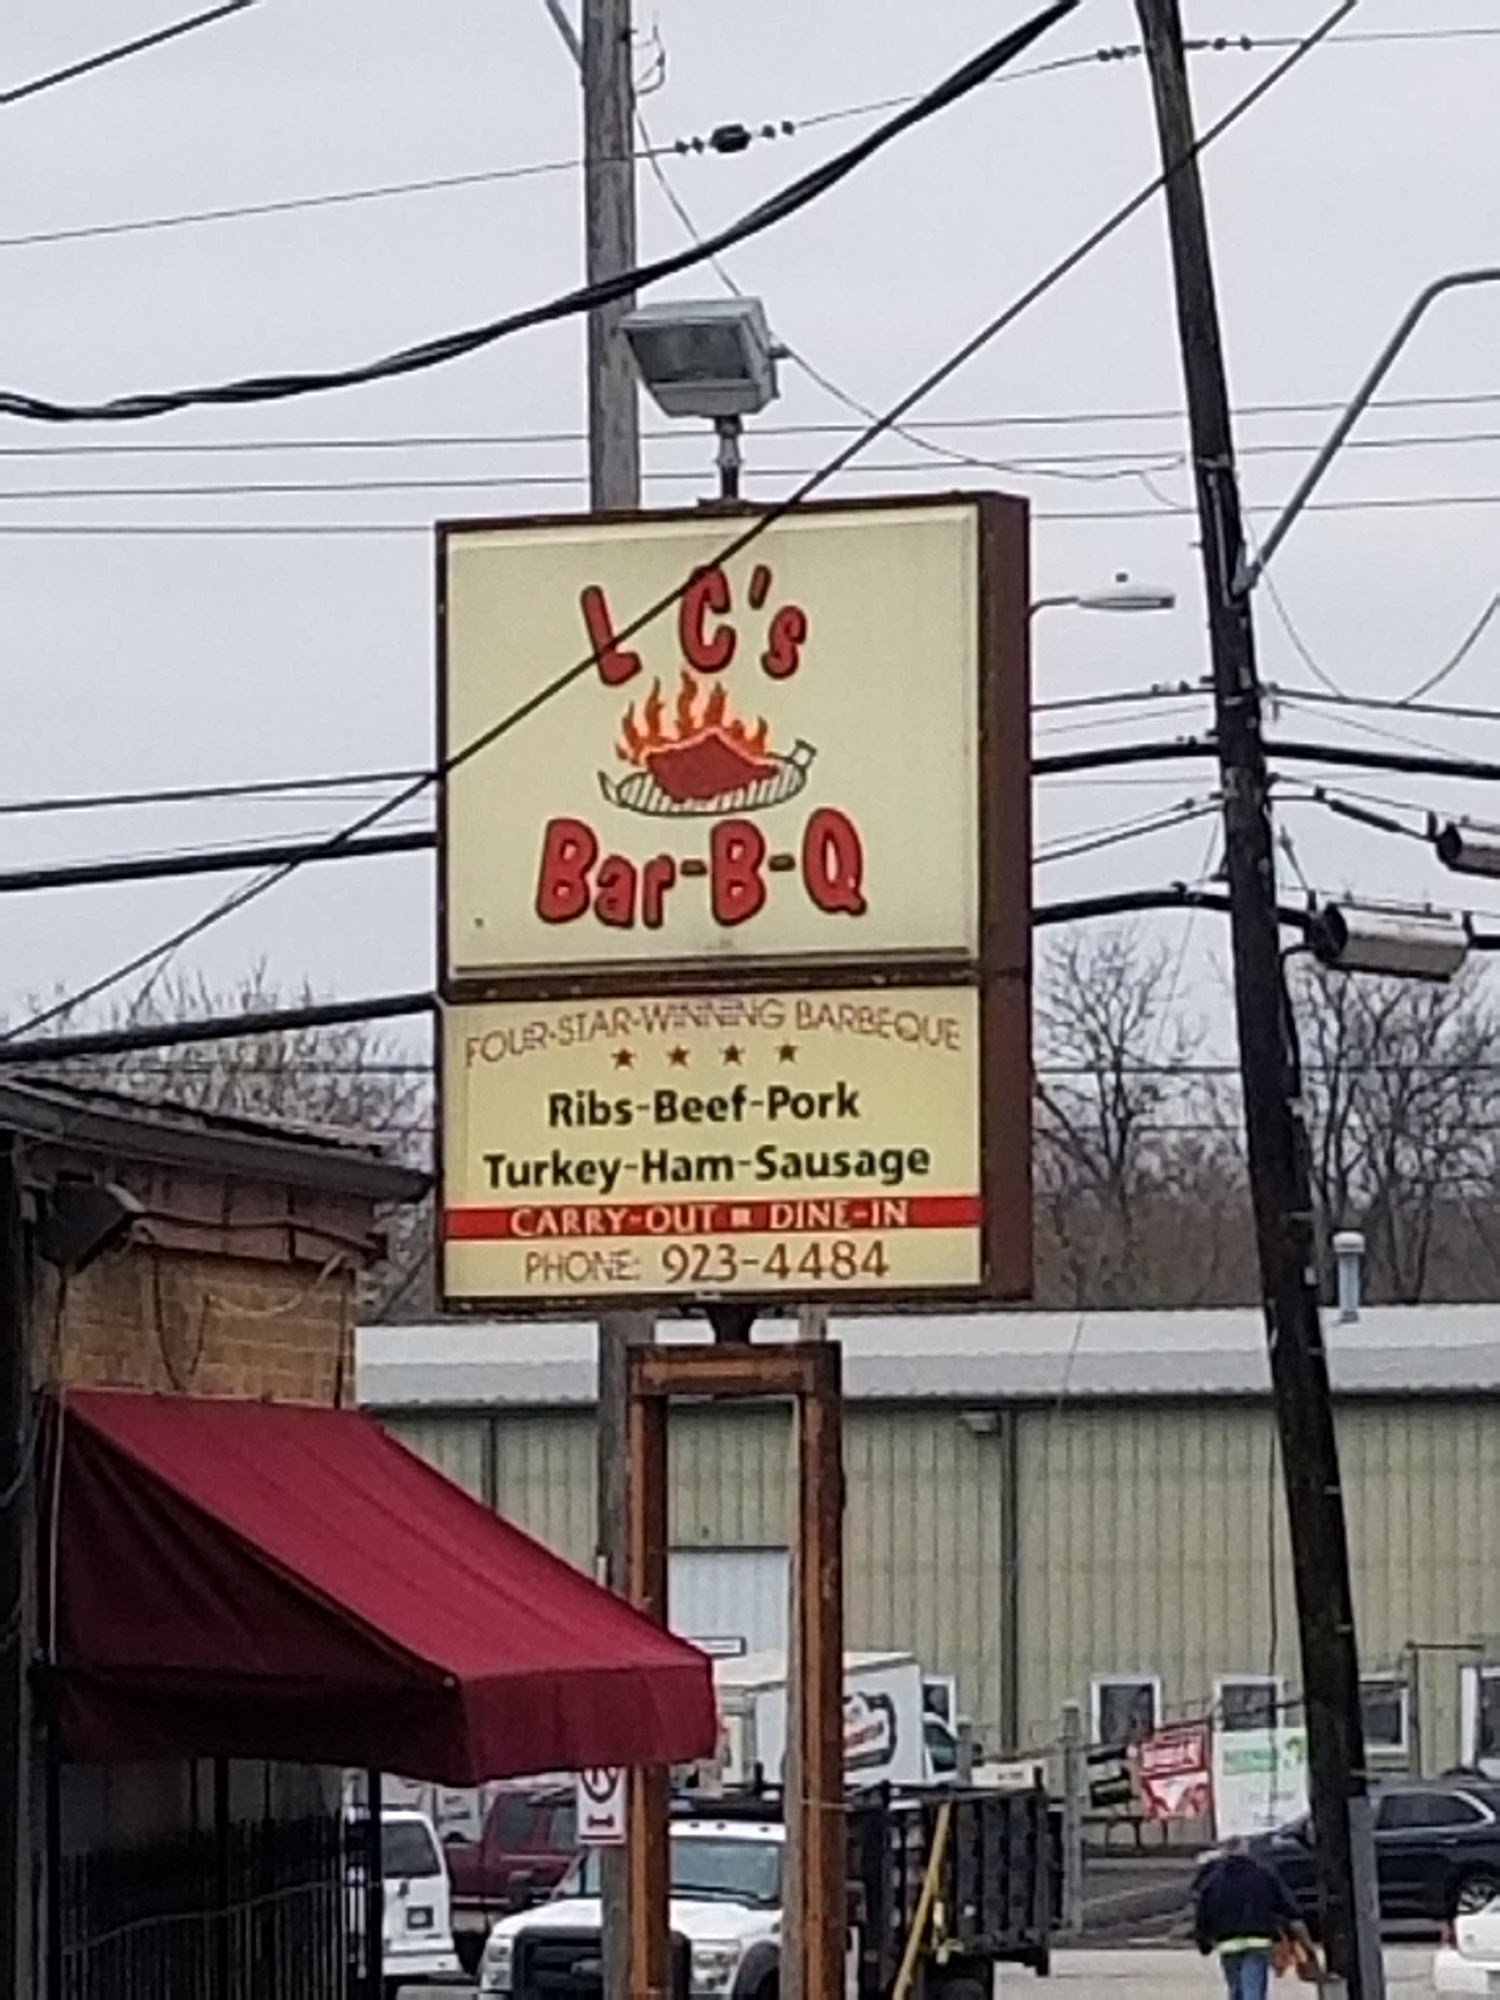 L C's
Bar-B-Q
FOUR-STAR-WINNING BARBEQUE
Ribs-Beef-Pork
Turkey-Ham-Sausage
CARRY-OUT DINE-IN
PHONE: 923-4484